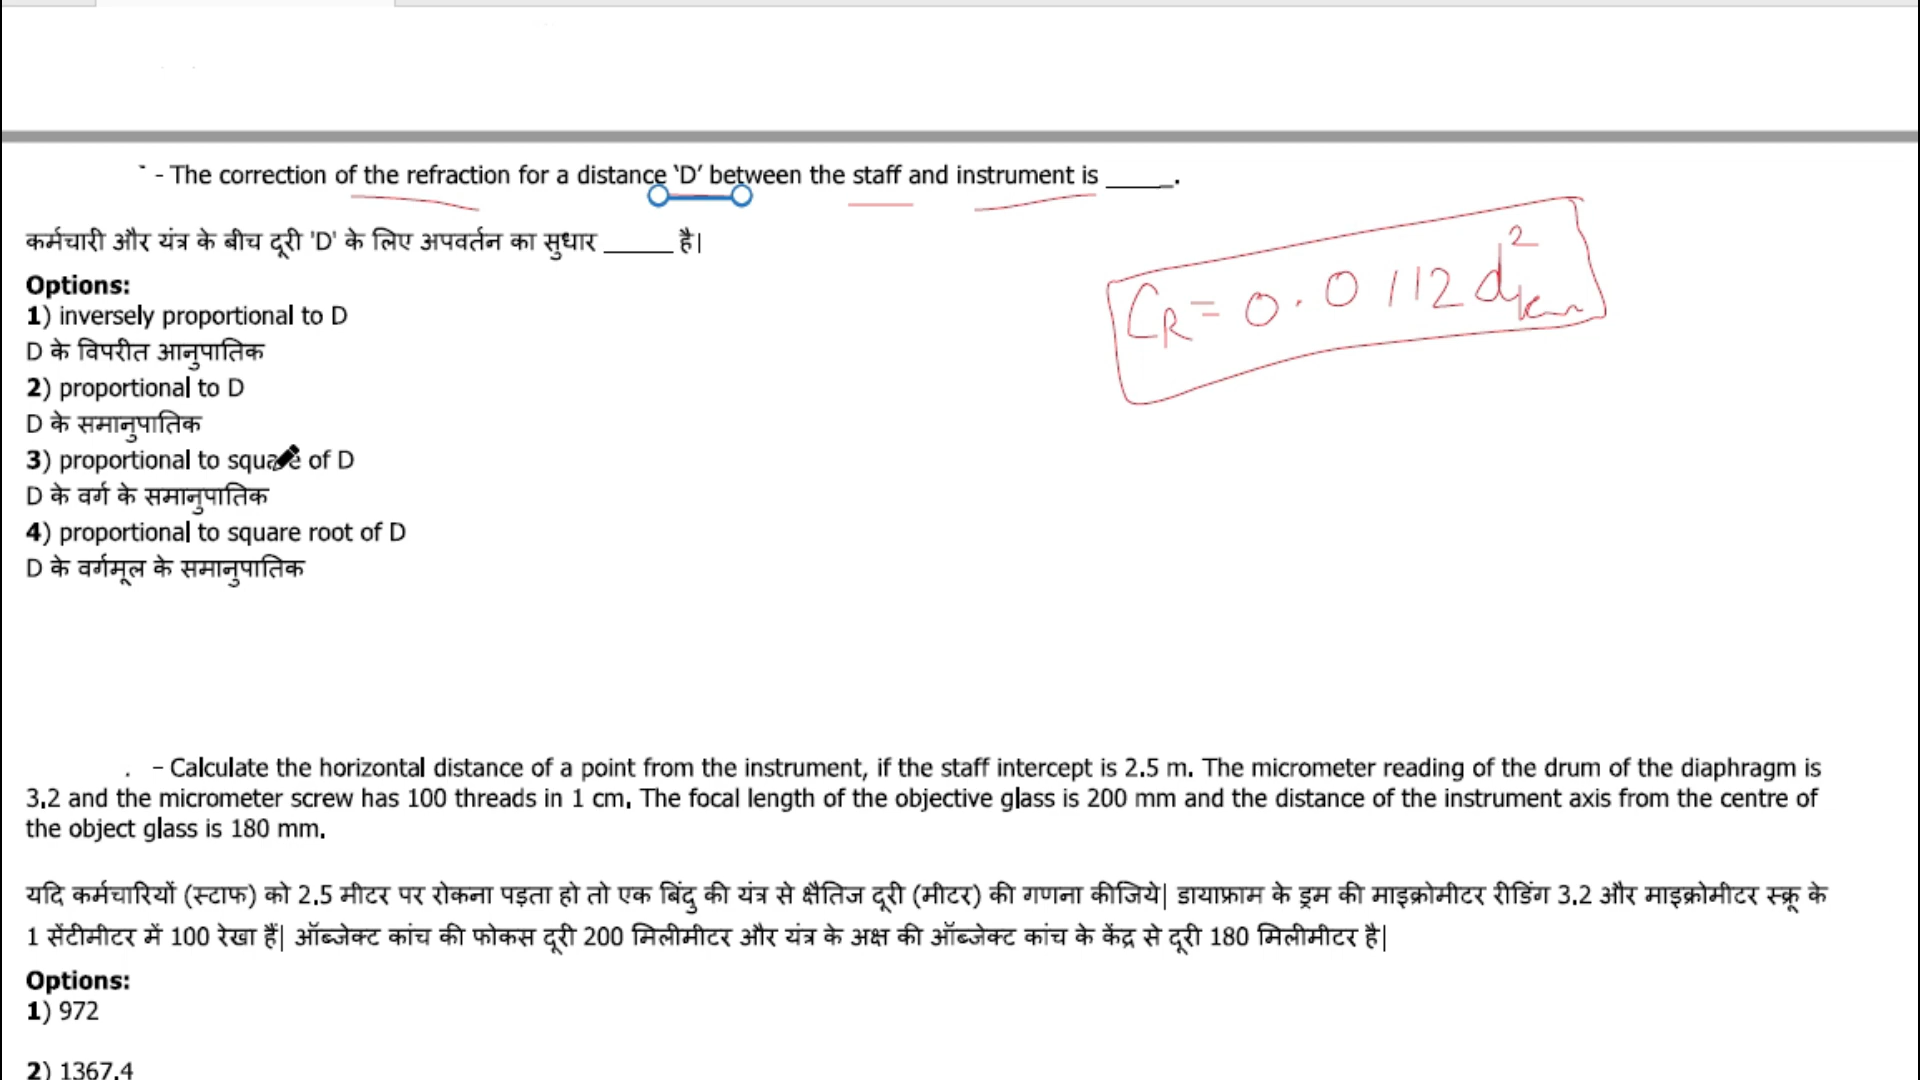 - The correction of the refraction for a distance ‘D’ between the staff and instrument is ______.
कर्मचारी और यंत्र के बीच दूरी 'D' के लिए अपवर्तन का सुधार ______ है|
C_R = 0.0112 d²km
Options:
1) inversely proportional to D
D के विपरीत आनुपातिक
2) proportional to D
D के समानुपातिक
3) proportional to square of D
D के वर्ग के समानुपातिक
4) proportional to square root of D
D के वर्गमूल के समानुपातिक
– Calculate the horizontal distance of a point from the instrument, if the staff intercept is 2.5 m. The micrometer reading of the drum of the diaphragm is
3.2 and the micrometer screw has 100 threads in 1 cm. The focal length of the objective glass is 200 mm and the distance of the instrument axis from the centre of
the object glass is 180 mm.
यदि कर्मचारियों (स्टाफ) को 2.5 मीटर पर रोकना पड़ता हो तो एक बिंदु की यंत्र से क्षैतिज दूरी (मीटर) की गणना कीजिये| डायाफ्राम के ड्रम की माइक्रोमीटर रीडिंग 3.2 और माइक्रोमीटर स्क्रू के
1 सेंटीमीटर में 100 रेखा हैं| ऑब्जेक्ट कांच की फोकस दूरी 200 मिलीमीटर और यंत्र के अक्ष की ऑब्जेक्ट कांच के केंद्र से दूरी 180 मिलीमीटर है|
Options:
1) 972
2) 1367.4